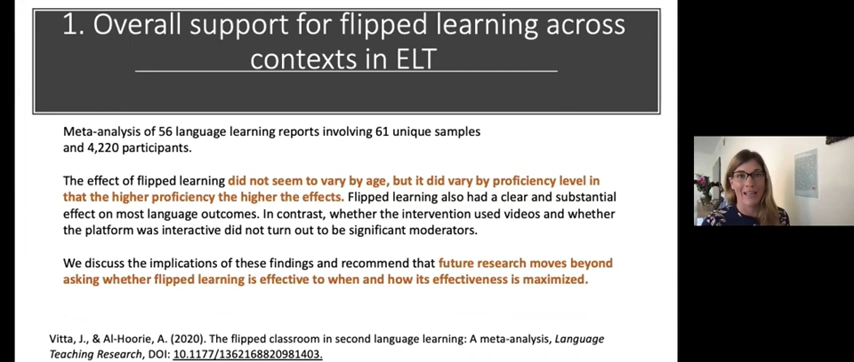 1. Overall support for flipped learning across
contexts in ELT
Meta-analysis of 56 language learning reports involving 61 unique samples
and 4,220 participants.
The effect of flipped learning did not seem to vary by age, but it did vary by proficiency level in
that the higher proficiency the higher the effects. Flipped learning also had a clear and substantial
effect on most language outcomes. In contrast, whether the intervention used videos and whether
the platform was interactive did not turn out to be significant moderators.
We discuss the implications of these findings and recommend that future research moves beyond
asking whether flipped learning is effective to when and how its effectiveness is maximized.
Vitta, J., & Al-Hoorie, A. (2020). The flipped classroom in second language learning: A meta-analysis, Language
Teaching Research, DOI: 10.1177/1362168820981403.